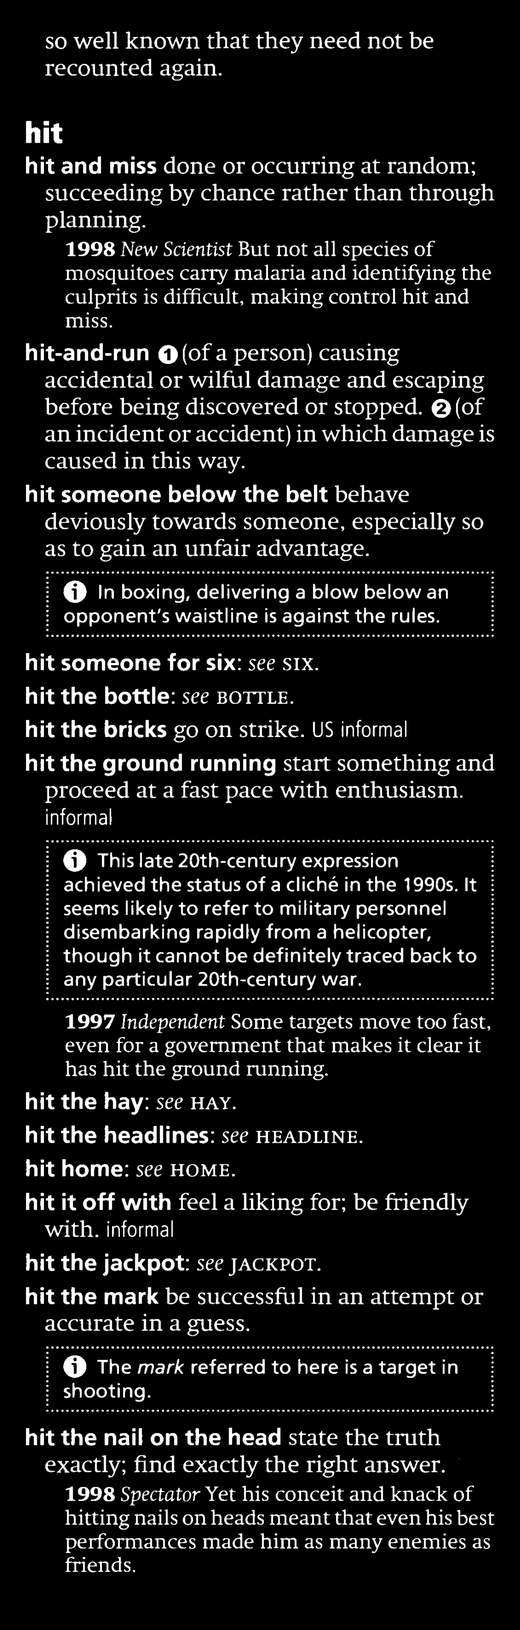 so well known that they need not be
recounted again.
hit
hit and miss done or occurring at random;
succeeding by chance rather than through
planning.
1998 New Scientist But not all species of
mosquitoes carry malaria and identifying the
culprits is difficult, making control hit and
miss.
hit-and-run ❶ (of a person) causing
accidental or wilful damage and escaping
before being discovered or stopped. ❷ (of
an incident or accident) in which damage is
caused in this way.
hit someone below the belt behave
deviously towards someone, especially so
as to gain an unfair advantage.
ℹ In boxing, delivering a blow below an
opponent's waistline is against the rules.
hit someone for six: see SIX.
hit the bottle: see BOTTLE.
hit the bricks go on strike. US informal
hit the ground running start something and
proceed at a fast pace with enthusiasm.
informal
ℹ This late 20th-century expression
achieved the status of a cliché in the 1990s. It
seems likely to refer to military personnel
disembarking rapidly from a helicopter,
though it cannot be definitely traced back to
any particular 20th-century war.
1997 Independent Some targets move too fast,
even for a government that makes it clear it
has hit the ground running.
hit the hay: see HAY.
hit the headlines: see HEADLINE.
hit home: see HOME.
hit it off with feel a liking for; be friendly
with. informal
hit the jackpot: see JACKPOT.
hit the mark be successful in an attempt or
accurate in a guess.
ℹ The mark referred to here is a target in
shooting.
hit the nail on the head state the truth
exactly; find exactly the right answer.
1998 Spectator Yet his conceit and knack of
hitting nails on heads meant that even his best
performances made him as many enemies as
friends.